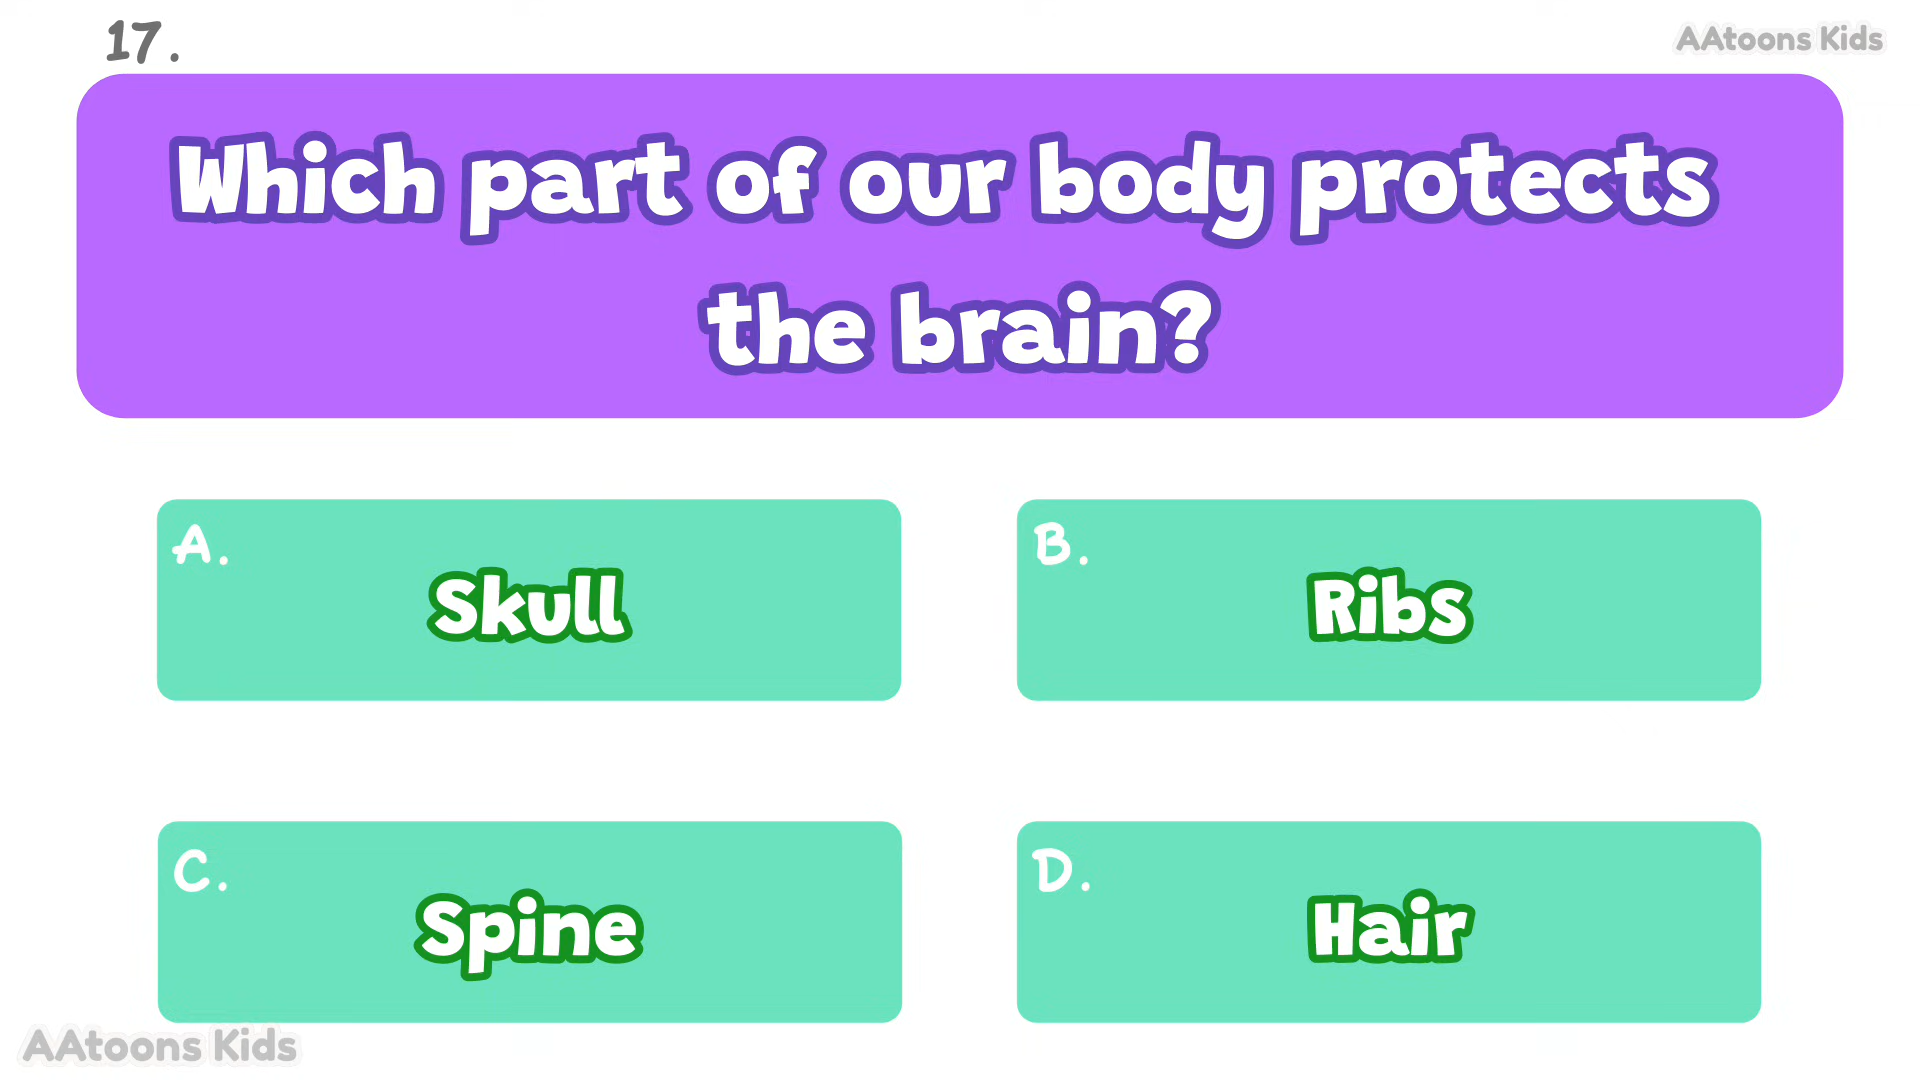 17.
AAtoons Kids
Which part of our body protects
the brain?
A.
Skull
B.
Ribs
C.
Spine
D.
Hair
AAtoons Kids